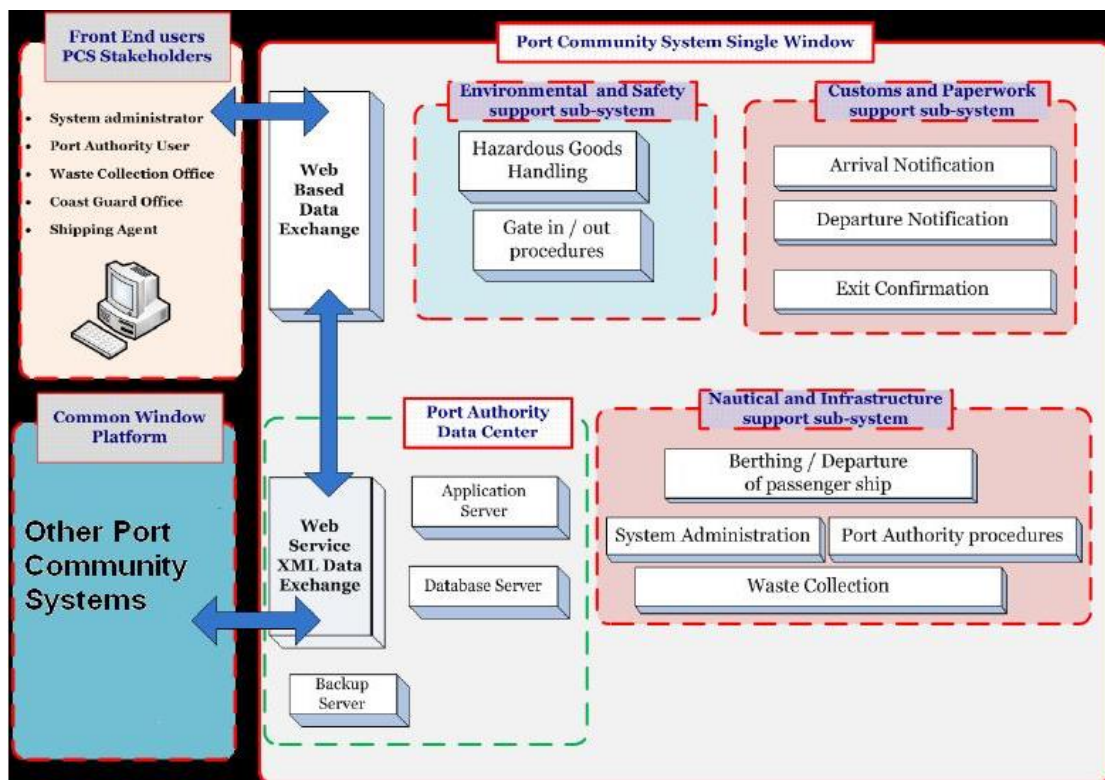 Front End users
PCS Stakeholders
• System administrator
• Port Authority User
• Waste Collection Office
• Coast Guard Office
• Shipping Agent
Common Window
Platform
Other Port
Community
Systems
Port Community System Single Window
Web
Based
Data
Exchange
Environmental and Safety
support sub-system
Hazardous Goods
Handling
Gate in / out
procedures
Customs and Paperwork
support sub-system
Arrival Notification
Departure Notification
Exit Confirmation
Port Authority
Data Center
Web
Service
XML Data
Exchange
Application
Server
Database Server
Backup
Server
Nautical and Infrastructure
support sub-system
Berthing / Departure
of passenger ship
System Administration
Port Authority procedures
Waste Collection